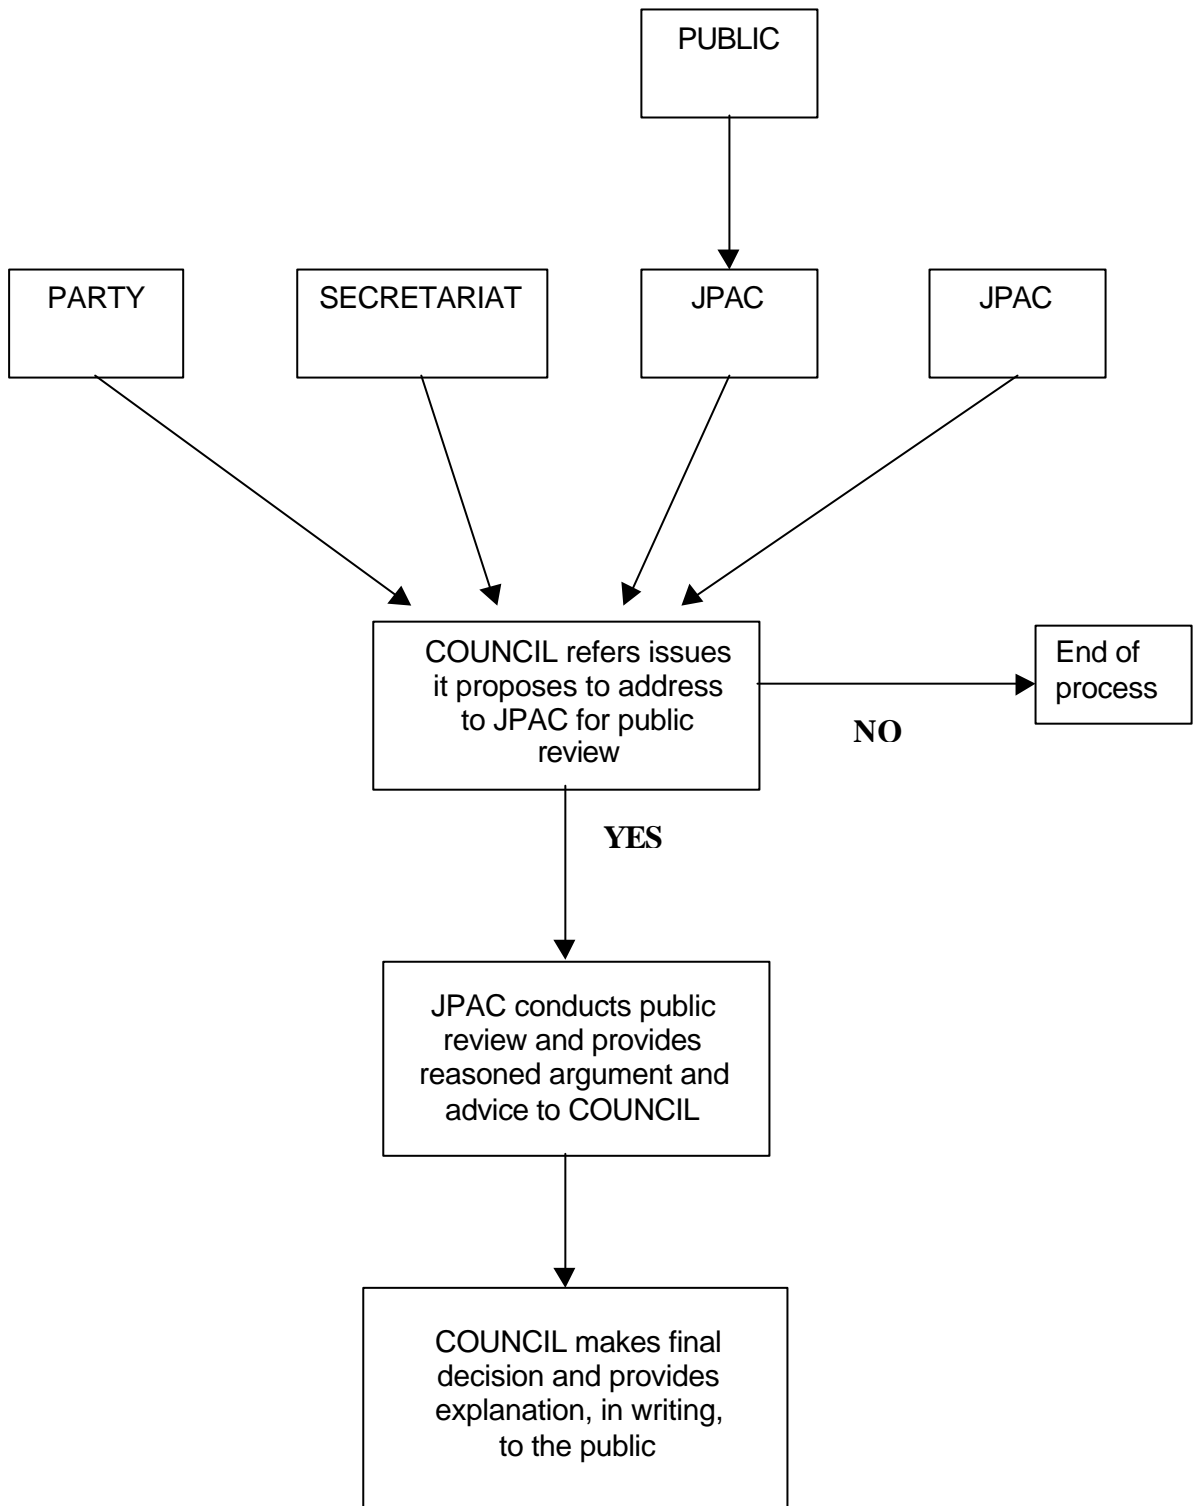 PUBLIC
PARTY
SECRETARIAT
JPAC
JPAC
COUNCIL refers issues
it proposes to address
to JPAC for public
review
End of
process
NO
YES
JPAC conducts public
review and provides
reasoned argument and
advice to COUNCIL
COUNCIL makes final
decision and provides
explanation, in writing,
to the public